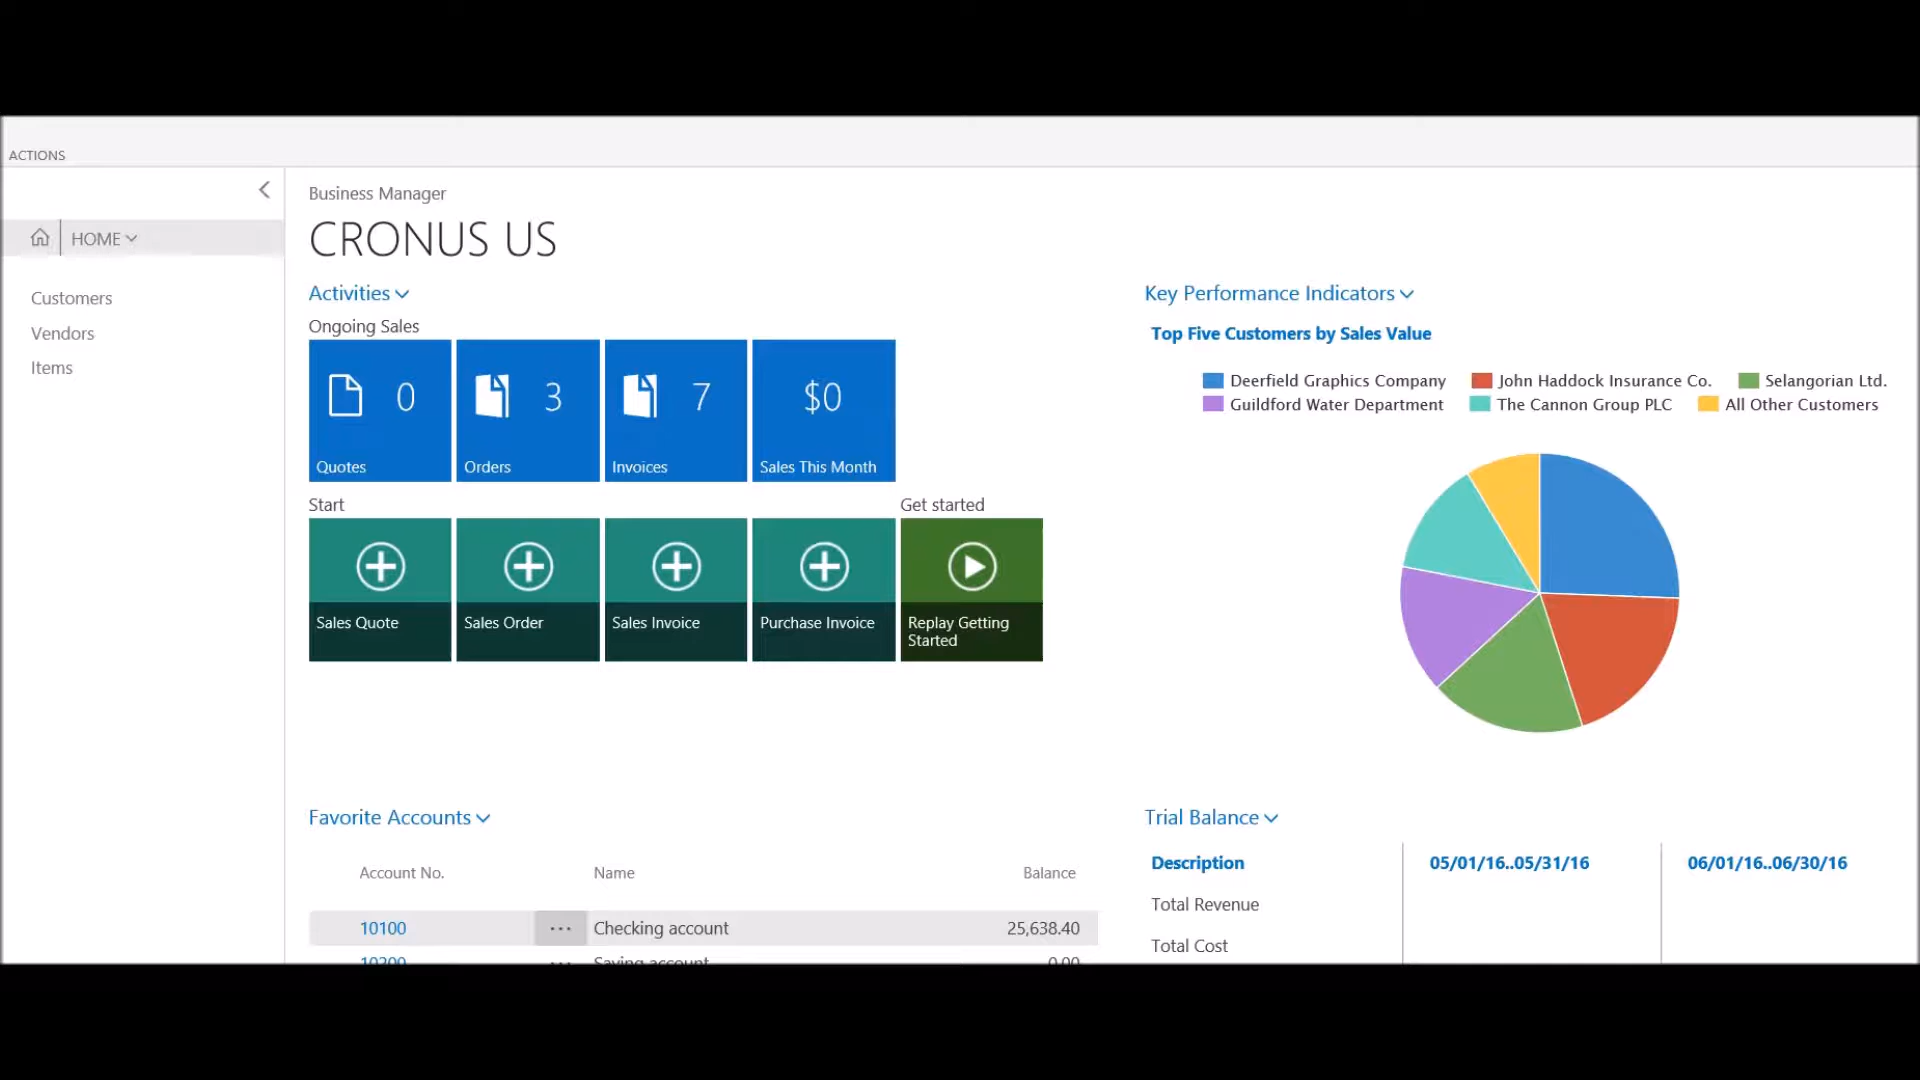 ACTIONS
HOME
Customers
Vendors
Items
Business Manager
CRONUS US
Activities
Ongoing Sales
0
Quotes
3
Orders
7
Invoices
$0
Sales This Month
Start
Get started
Sales Quote
Sales Order
Sales Invoice
Purchase Invoice
Replay Getting
Started
Key Performance Indicators
Top Five Customers by Sales Value
Deerfield Graphics Company John Haddock Insurance Co. Selangorian Ltd.
Guildford Water Department The Cannon Group PLC All Other Customers
Favorite Accounts
Account No. Name Balance
10100 ... Checking account 25,638.40
10200 ... Saving account 0.00
Trial Balance
Description 05/01/16..05/31/16 06/01/16..06/30/16
Total Revenue
Total Cost